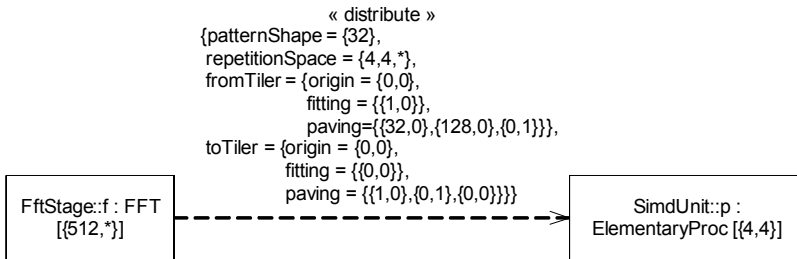 « distribute »
{patternShape = {32},
repetitionSpace = {4,4,*},
fromTiler = {origin = {0,0},
fitting = {{1,0}},
paving={{32,0},{128,0},{0,1}}},
toTiler = {origin = {0,0},
fitting = {{0,0}},
paving = {{1,0},{0,1},{0,0}}}}
FftStage::f : FFT
[{512,*}]
SimdUnit::p :
ElementaryProc [{4,4}]